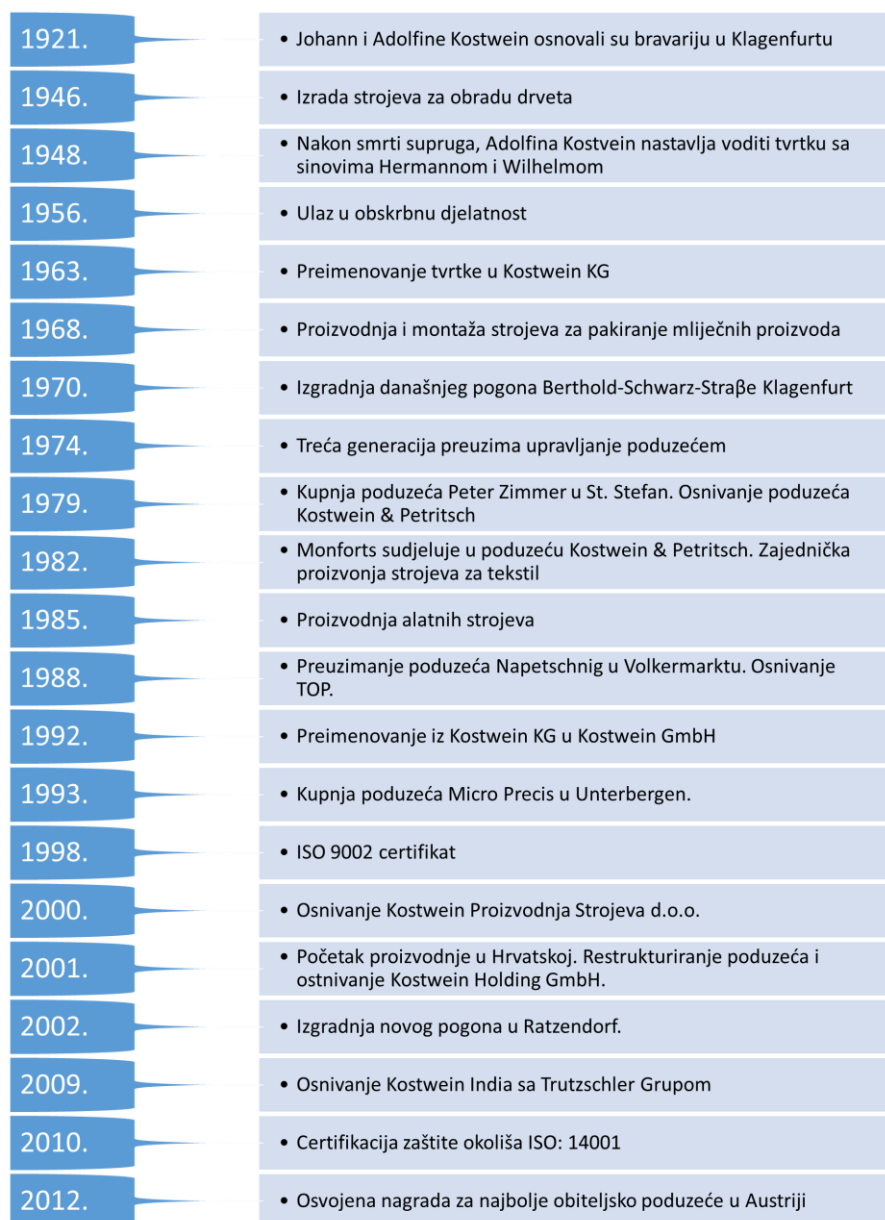 1921.
• Johann i Adolfine Kostwein osnovali su bravariju u Klagenfurtu
1946.
• Izrada strojeva za obradu drveta
1948.
• Nakon smrti supruga, Adolfina Kostvein nastavlja voditi tvrtku sa
sinovima Hermannom i Wilhelmom
1956.
• Ulaz u obskrbnu djelatnost
1963.
• Preimenovanje tvrtke u Kostwein KG
1968.
• Proizvodnja i montaža strojeva za pakiranje mliječnih proizvoda
1970.
• Izgradnja današnjeg pogona Berthold-Schwarz-Straβe Klagenfurt
1974.
• Treća generacija preuzima upravljanje poduzećem
1979.
• Kupnja poduzeća Peter Zimmer u St. Stefan. Osnivanje poduzeća
Kostwein & Petritsch
1982.
• Monforts sudjeluje u poduzeću Kostwein & Petritsch. Zajednička
proizvonja strojeva za tekstil
1985.
• Proizvodnja alatnih strojeva
1988.
• Preuzimanje poduzeća Napetschnig u Volkermarktu. Osnivanje
TOP.
1992.
• Preimenovanje iz Kostwein KG u Kostwein GmbH
1993.
• Kupnja poduzeća Micro Precis u Unterbergen.
1998.
• ISO 9002 certifikat
2000.
• Osnivanje Kostwein Proizvodnja Strojeva d.o.o.
2001.
• Početak proizvodnje u Hrvatskoj. Restrukturiranje poduzeća i
ostnivanje Kostwein Holding GmbH.
2002.
• Izgradnja novog pogona u Ratzendorf.
2009.
• Osnivanje Kostwein India sa Trutzschler Grupom
2010.
• Certifikacija zaštite okoliša ISO: 14001
2012.
• Osvojena nagrada za najbolje obiteljsko poduzeće u Austriji